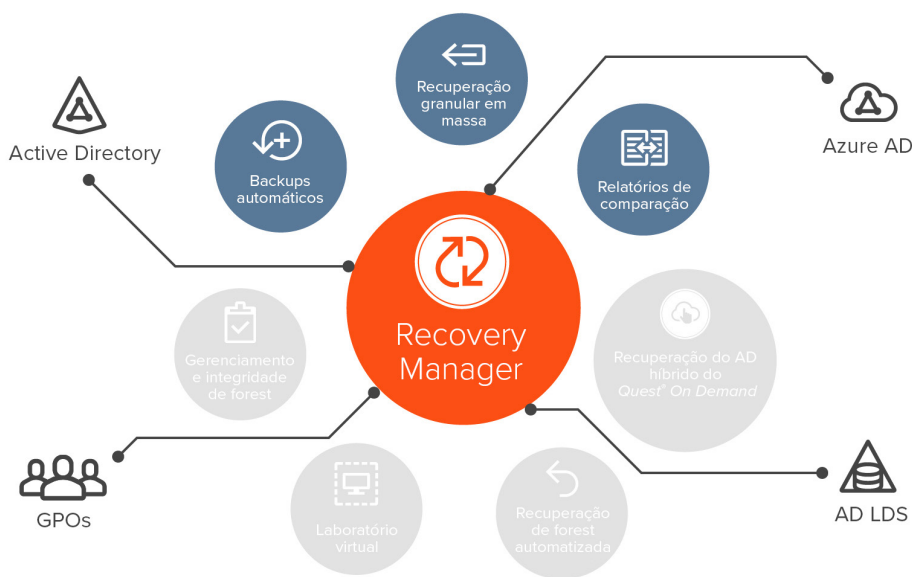 Recuperação
granular em
massa
Active Directory
Azure AD
Backups
automáticos
Relatórios de
comparação
Recovery
Manager
Gerenciamento
e integridade
de forest
Recuperação do AD
híbrido do
Quest® On Demand
GPOs
Laboratório
virtual
Recuperação
de forest
automatizada
AD LDS